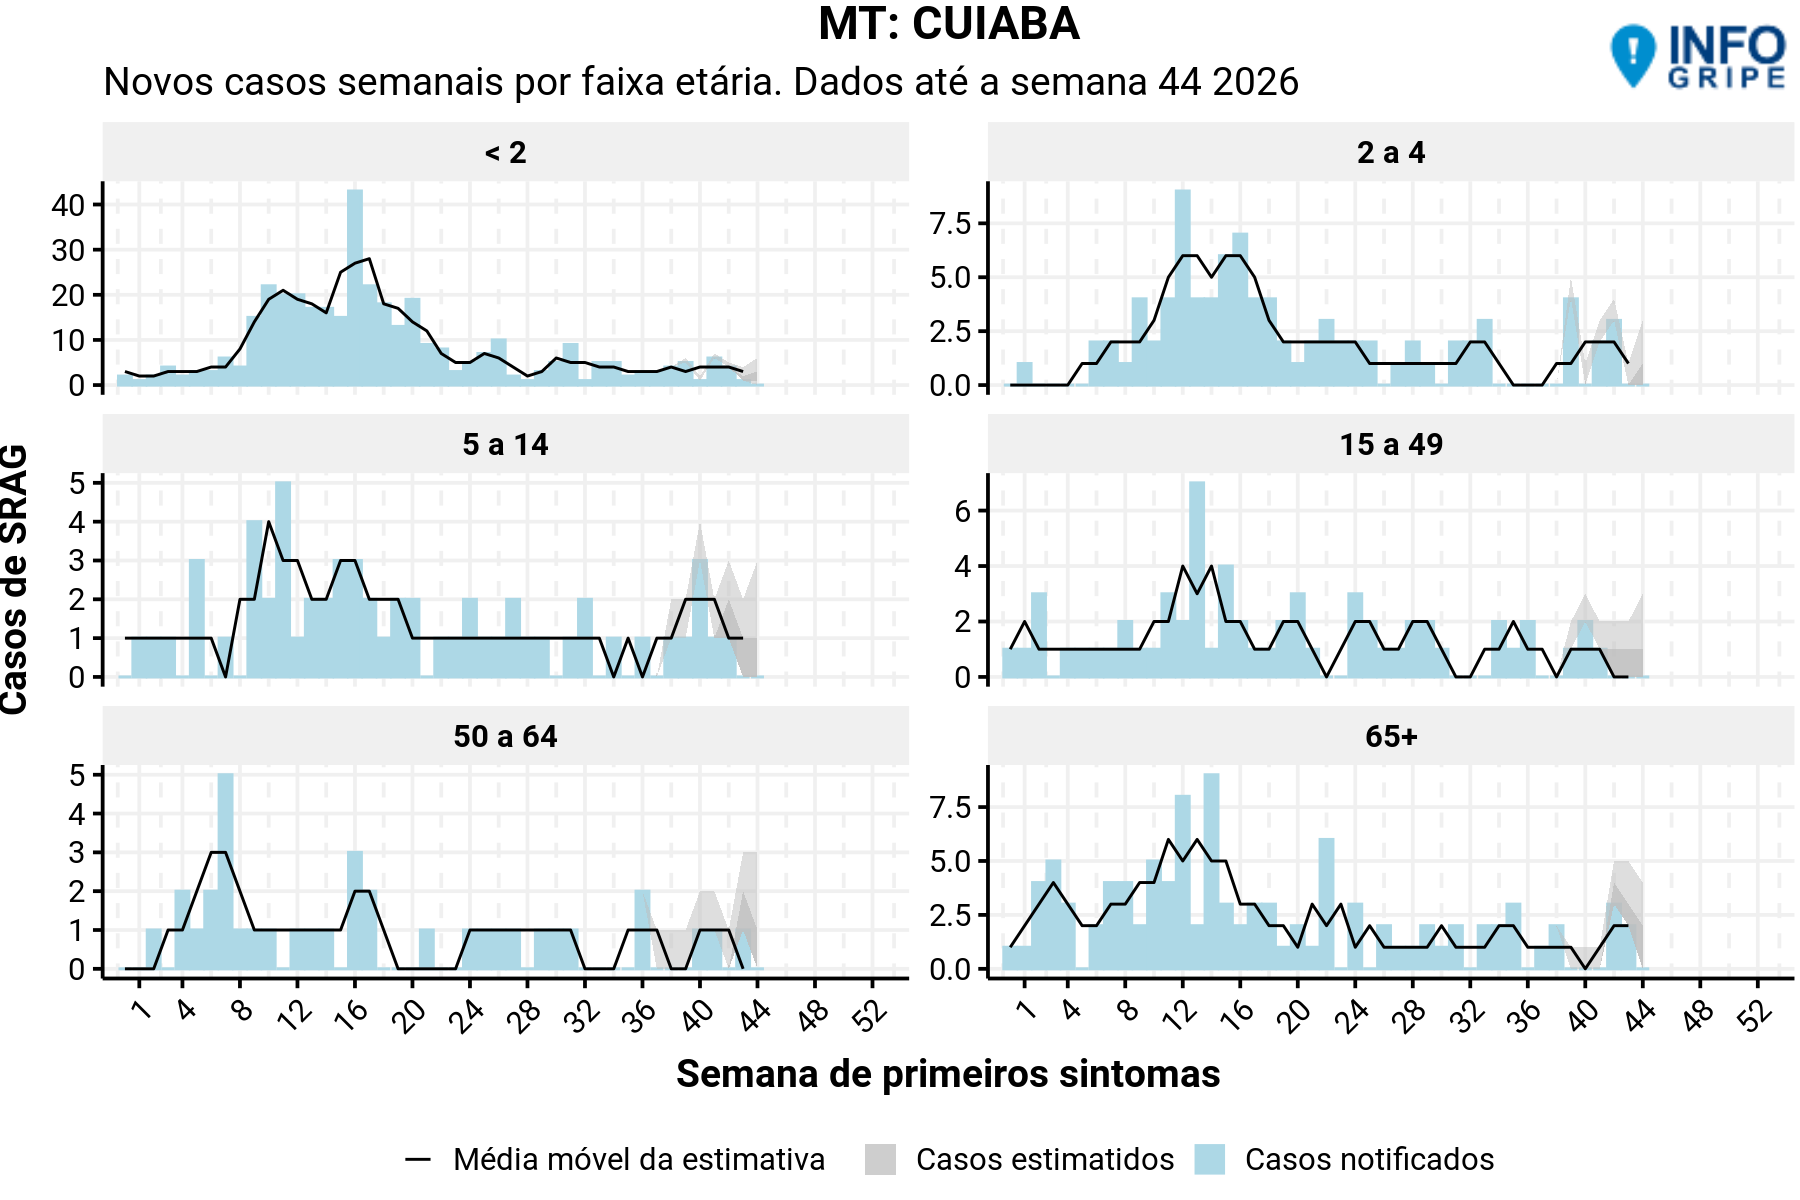 MT: CUIABA
INFO
GRIPE
Novos casos semanais por faixa etária. Dados até a semana 44 2026
< 2
2 a 4
40
30
20
10
0
7.5
5.0
2.5
0.0
5 a 14
15 a 49
5
4
3
2
1
0
6
4
2
0
50 a 64
65+
5
4
3
2
1
0
7.5
5.0
2.5
0.0
Casos de SRAG
1 4 8 12 16 20 24 28 32 36 40 44 48 52
1 4 8 12 16 20 24 28 32 36 40 44 48 52
Semana de primeiros sintomas
Média móvel da estimativa
Casos estimatidos
Casos notificados